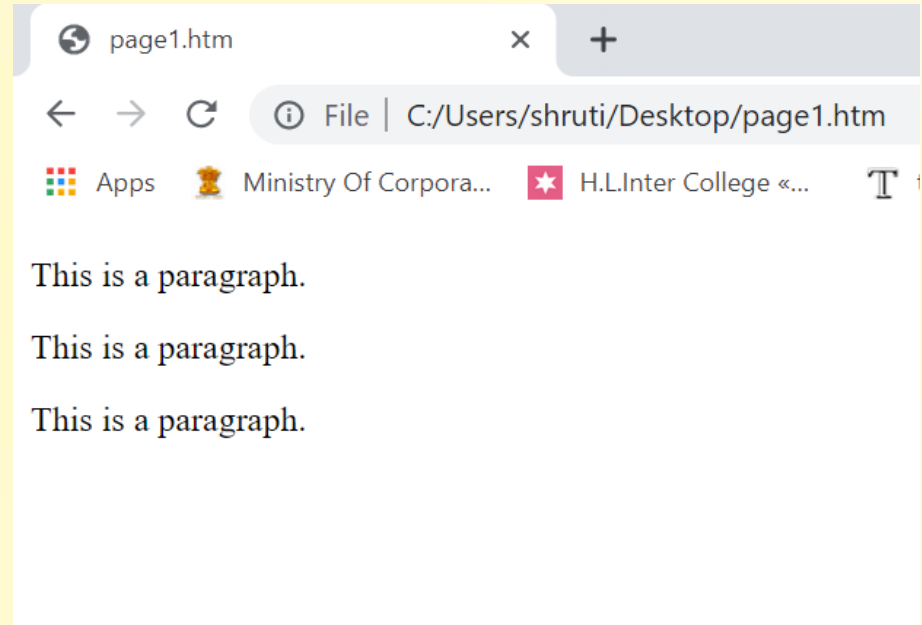 page1.htm
File C:/Users/shruti/Desktop/page1.htm
Apps Ministry Of Corpora... H.L.Inter College «... T
This is a paragraph.
This is a paragraph.
This is a paragraph.